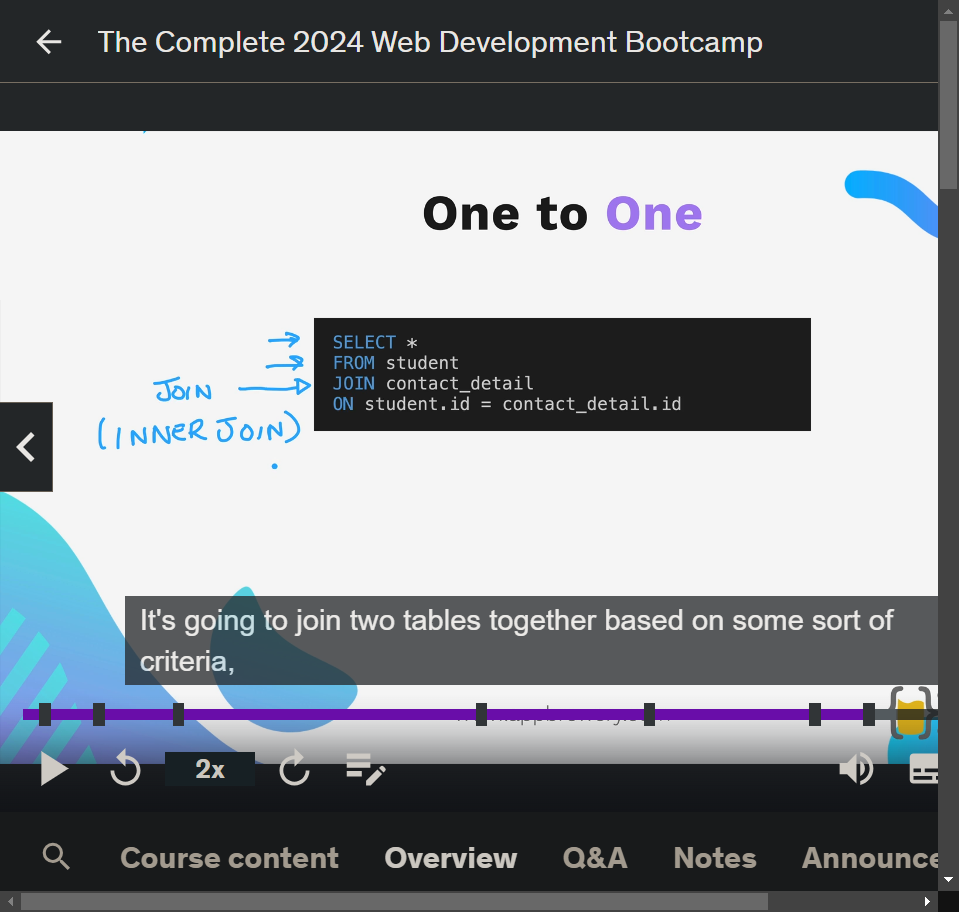 The Complete 2024 Web Development Bootcamp
One to One
SELECT *
FROM student
JOIN contact_detail
ON student.id = contact_detail.id
JOIN
(INNER JOIN)
It's going to join two tables together based on some sort of
criteria,
2x
Course content
Overview
Q&A
Notes